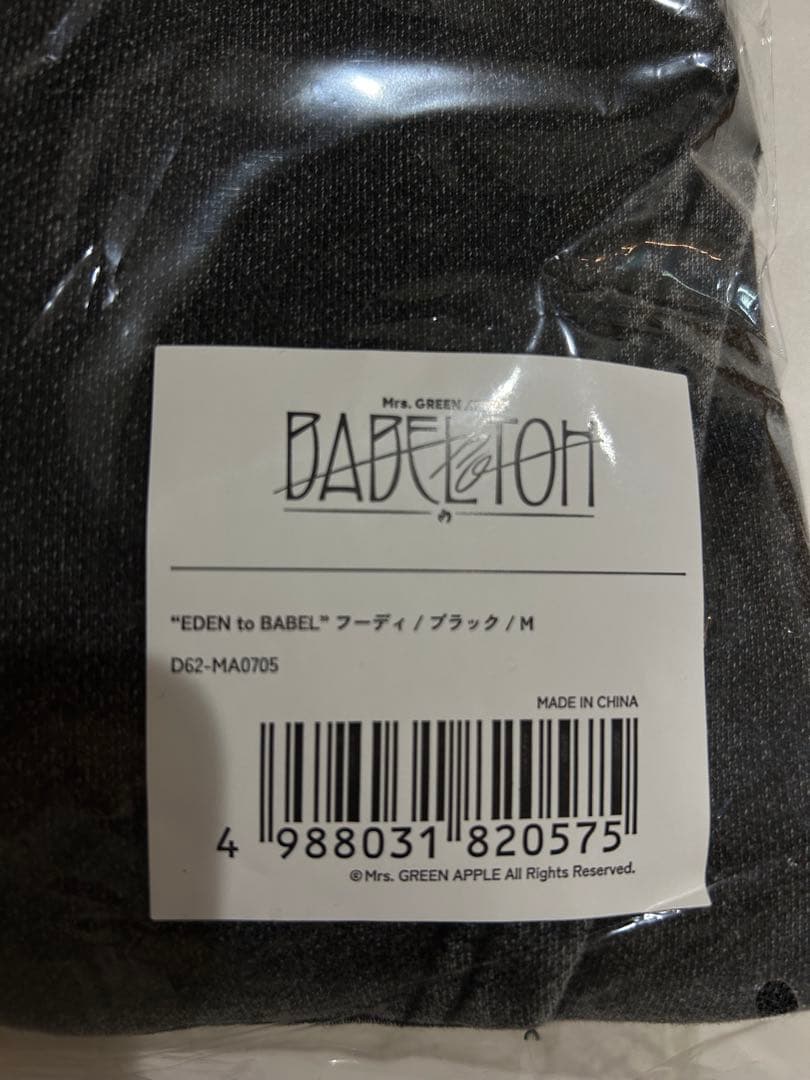 Mrs. GREEN
BABEL no TOH
“EDEN to BABEL” フーディ / ブラック / M
D62-MA0705
MADE IN CHINA
4 988031 820575
©Mrs. GREEN APPLE All Rights Reserved.